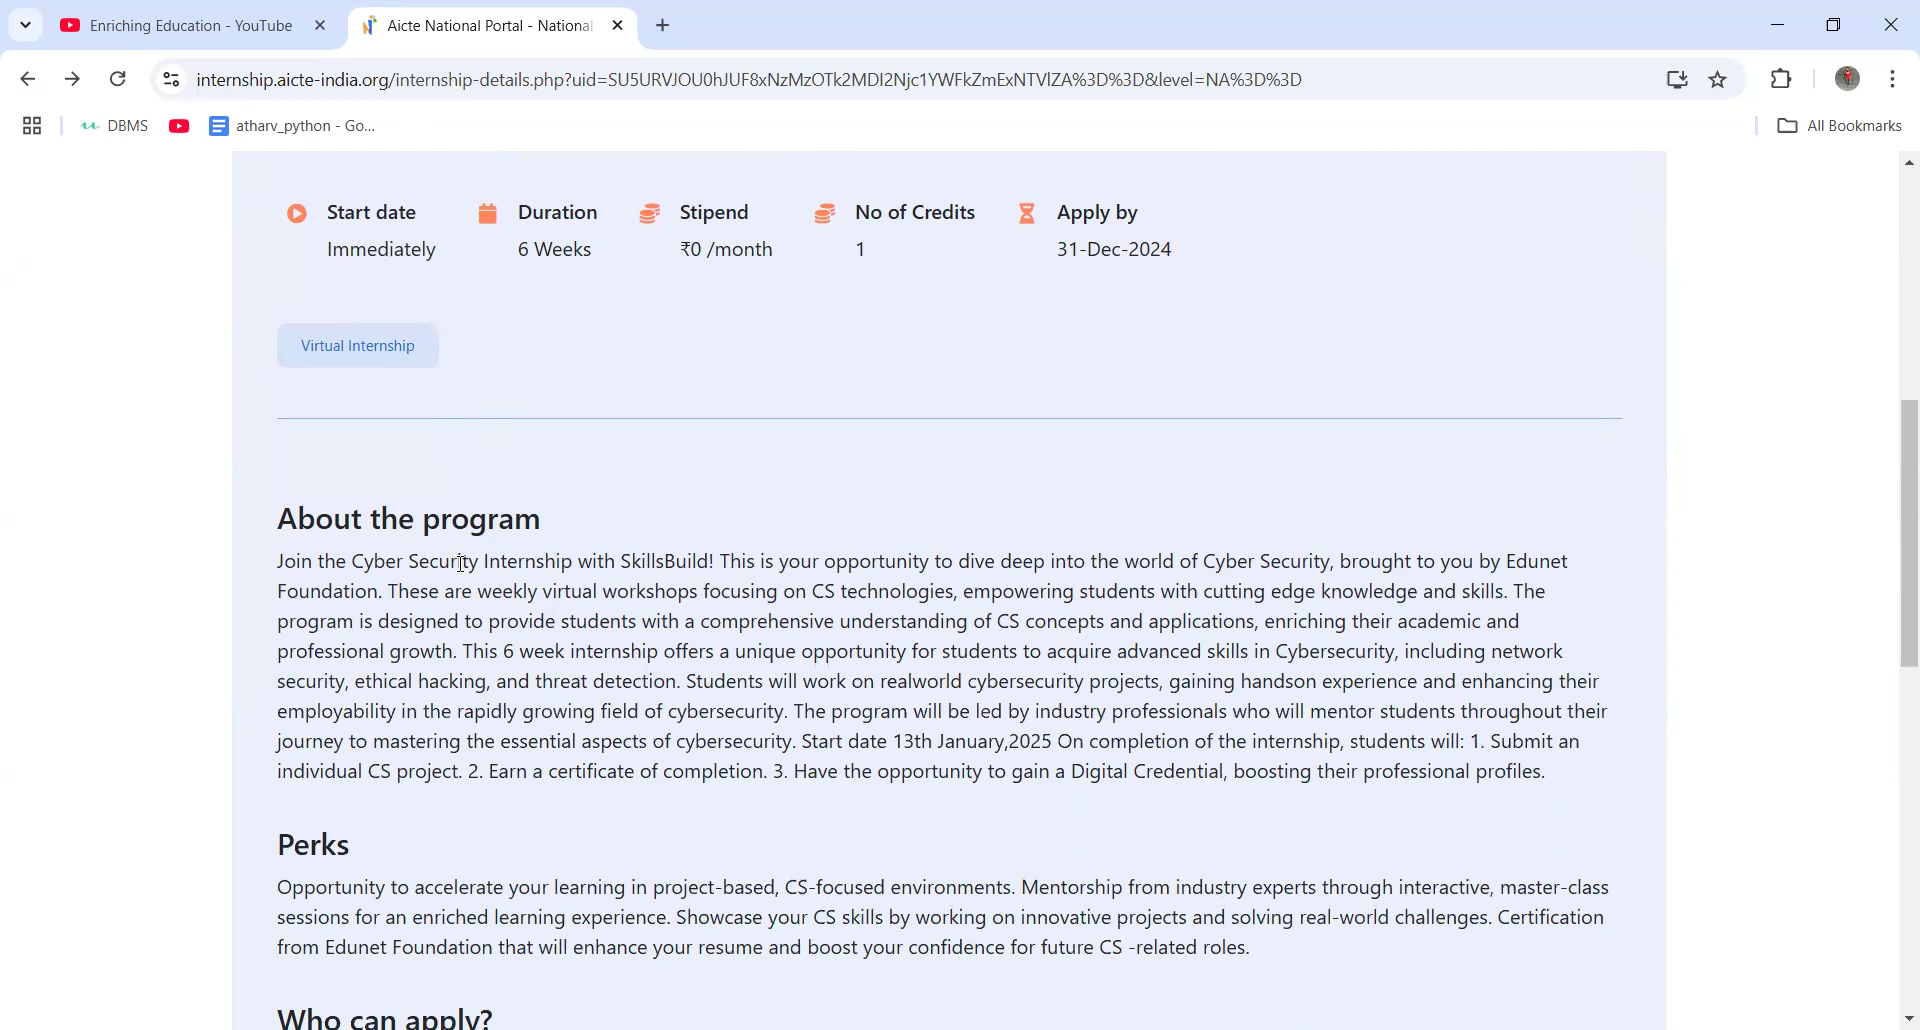 Enriching Education - YouTube
Aicte National Portal - National
internship.aicte-india.org/internship-details.php?uid=SU5URVJOU0hJUF8xNzMzOTk2MDI2Njc1YWFkZmExNTVlZA%3D%3D&level=NA%3D%3D
DBMS
atharv_python - Go...
All Bookmarks
Start date Duration Stipend No of Credits Apply by
Immediately 6 Weeks ₹0 /month 1 31-Dec-2024
Virtual Internship
About the program
Join the Cyber Security Internship with SkillsBuild! This is your opportunity to dive deep into the world of Cyber Security, brought to you by Edunet
Foundation. These are weekly virtual workshops focusing on CS technologies, empowering students with cutting edge knowledge and skills. The
program is designed to provide students with a comprehensive understanding of CS concepts and applications, enriching their academic and
professional growth. This 6 week internship offers a unique opportunity for students to acquire advanced skills in Cybersecurity, including network
security, ethical hacking, and threat detection. Students will work on realworld cybersecurity projects, gaining handson experience and enhancing their
employability in the rapidly growing field of cybersecurity. The program will be led by industry professionals who will mentor students throughout their
journey to mastering the essential aspects of cybersecurity. Start date 13th January,2025 On completion of the internship, students will: 1. Submit an
individual CS project. 2. Earn a certificate of completion. 3. Have the opportunity to gain a Digital Credential, boosting their professional profiles.
Perks
Opportunity to accelerate your learning in project-based, CS-focused environments. Mentorship from industry experts through interactive, master-class
sessions for an enriched learning experience. Showcase your CS skills by working on innovative projects and solving real-world challenges. Certification
from Edunet Foundation that will enhance your resume and boost your confidence for future CS -related roles.
Who can apply?